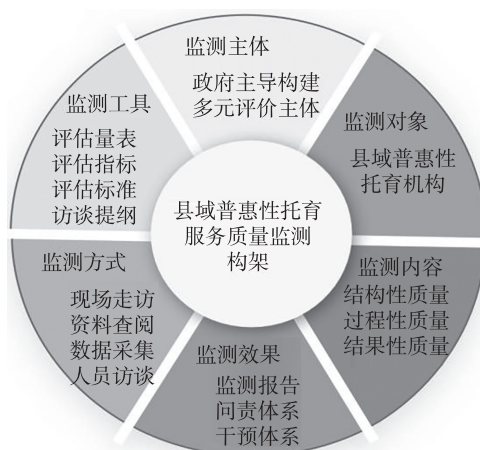 监测主体
政府主导构建
多元评价主体
监测对象
县域普惠性
托育机构
监测内容
结构性质量
过程性质量
结果性质量
监测效果
监测报告
问责体系
干预体系
监测方式
现场走访
资料查阅
数据采集
人员访谈
监测工具
评估量表
评估指标
评估标准
访谈提纲
县域普惠性托育
服务质量监测
构架